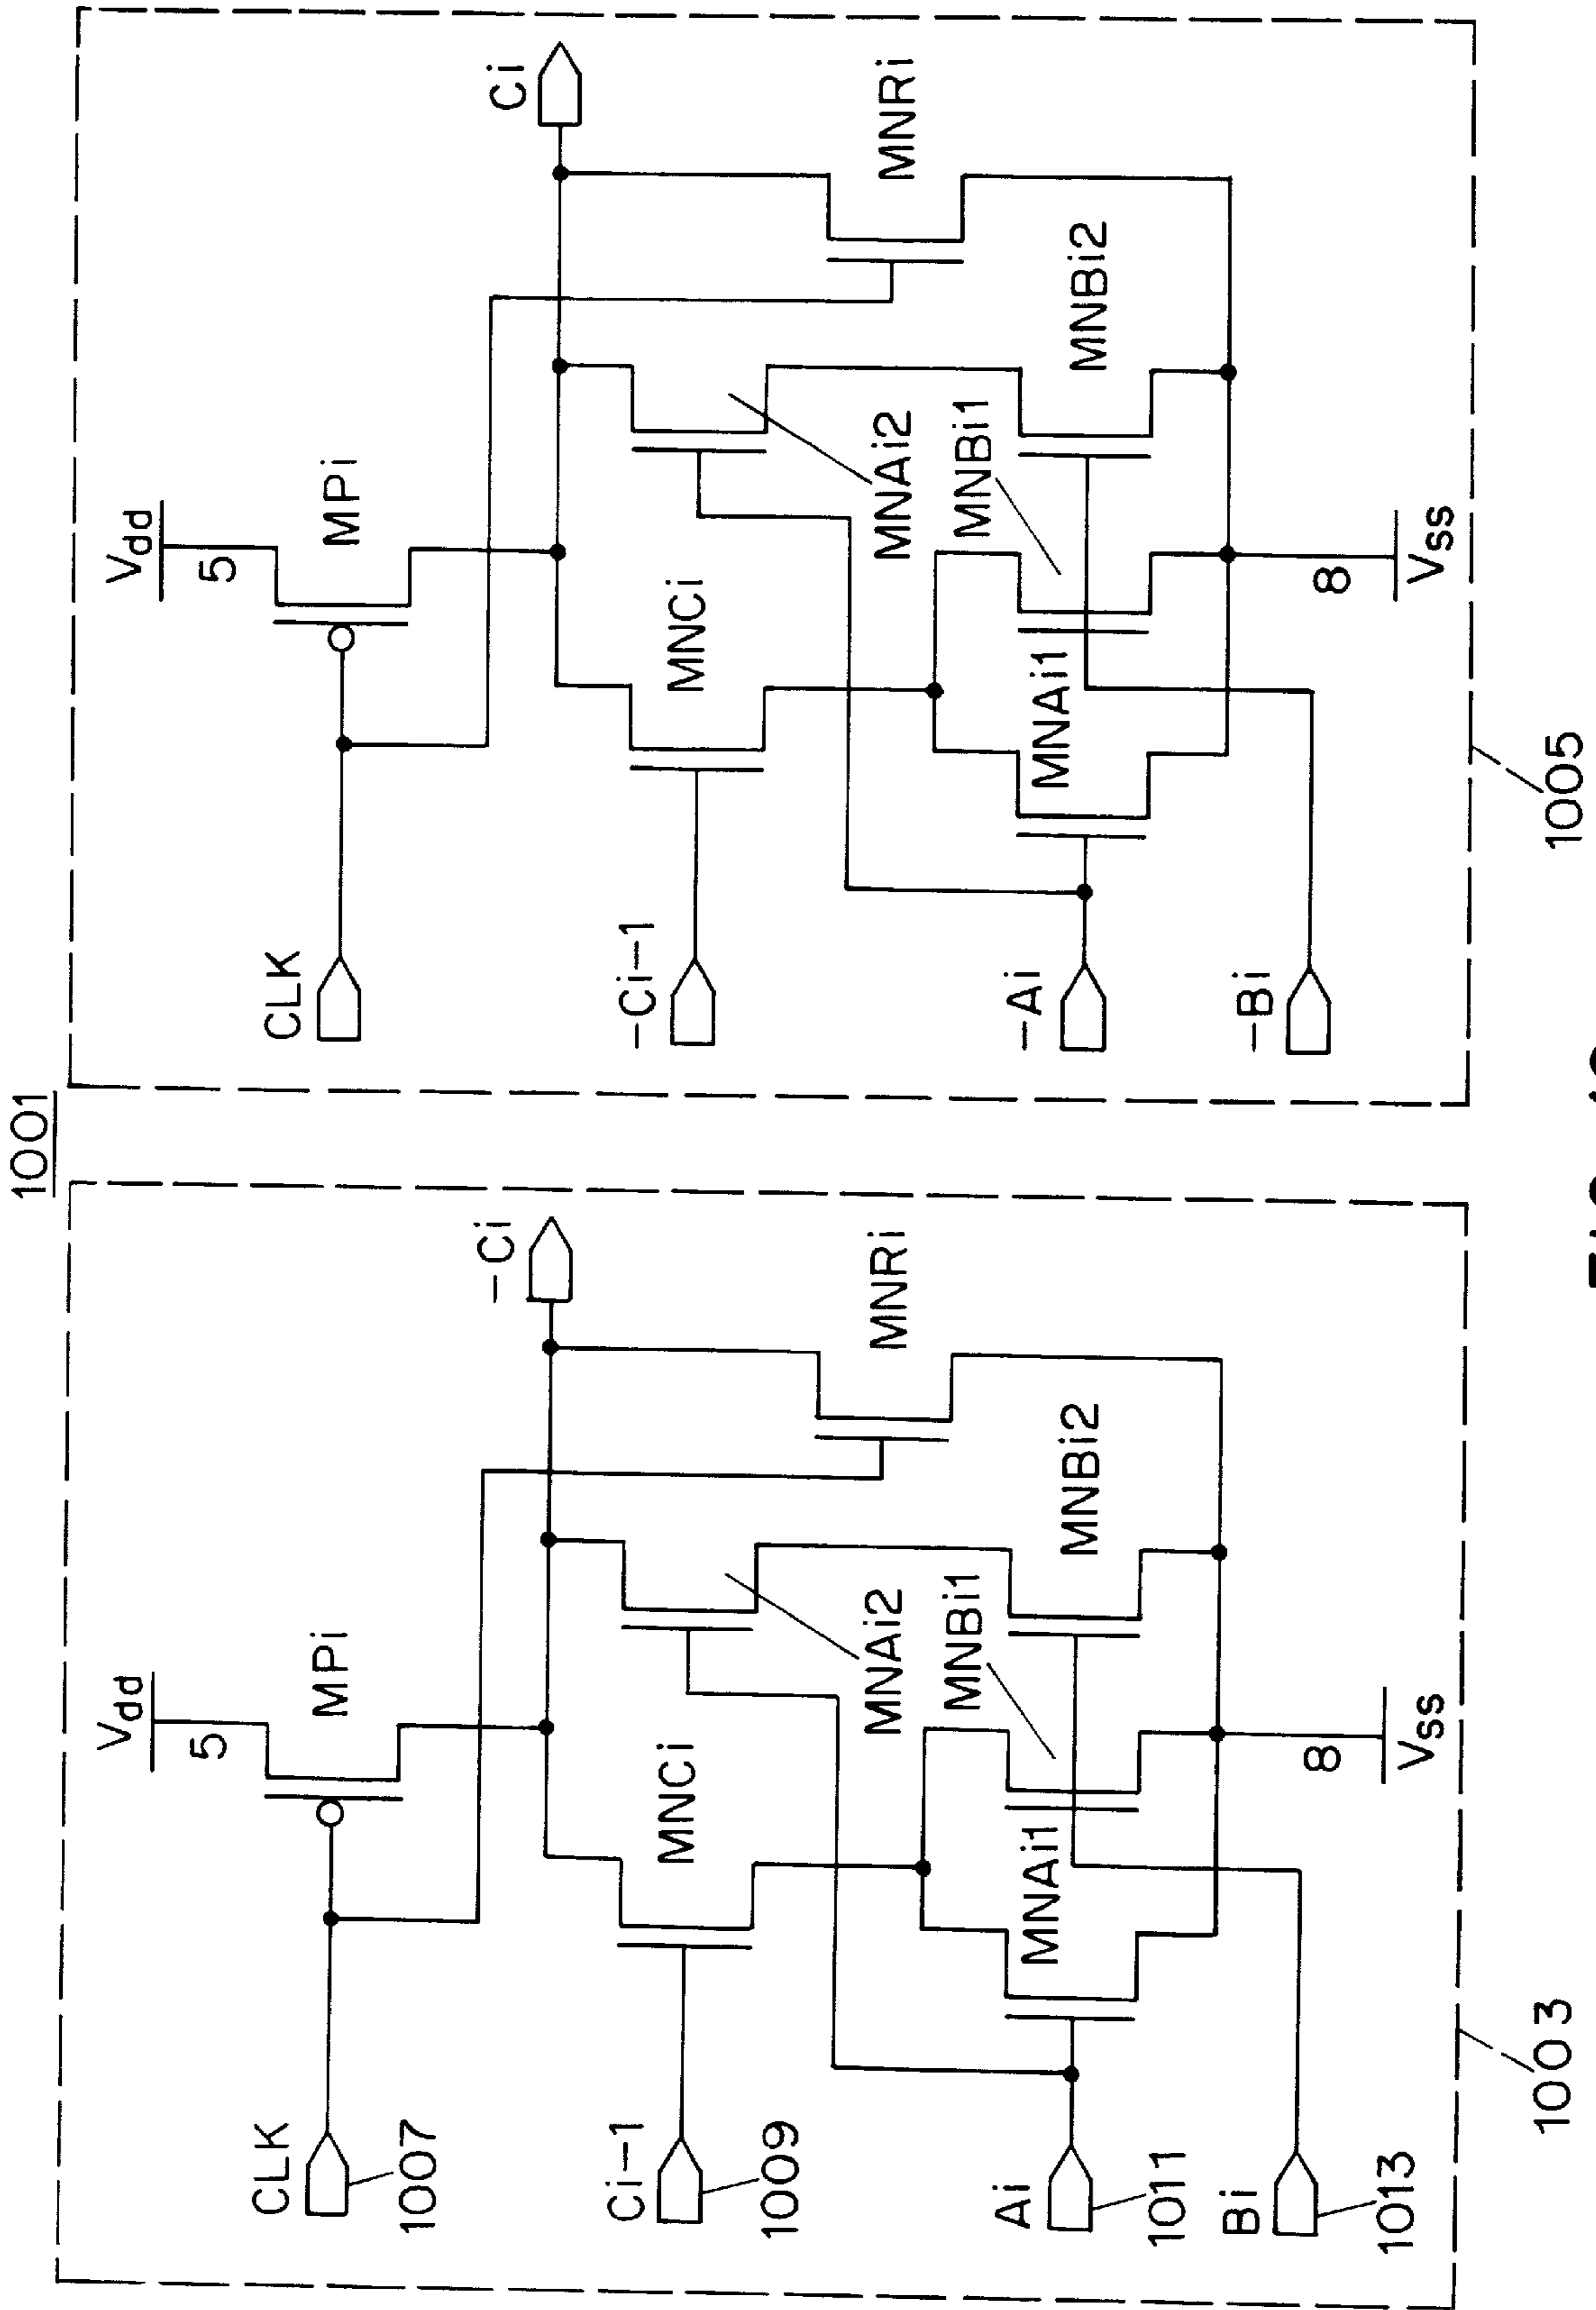 1001
Vdd
5
MPi
CLK
1007
-Ci
MNCi
Ci-1
1009
MNRi
MNAi2
MNBi1
MNBi2
MNAi1
Ai
1011
Bi
1013
8
Vss
1003
Vdd
5
MPi
CLK
Ci
MNCi
-Ci-1
MNRi
MNAi2
MNBi1
MNBi2
MNAi1
-Ai
-Bi
8
Vss
1005